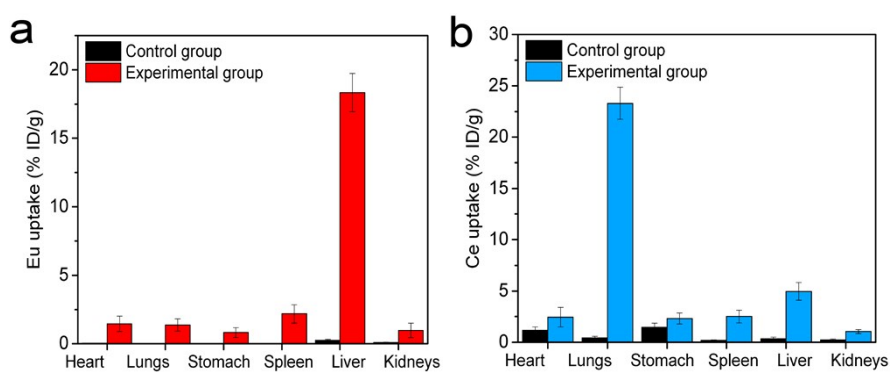 a
Control group
Experimental group
Eu uptake (% ID/g)
20
15
10
5
0
Heart Lungs Stomach Spleen Liver Kidneys
b
Control group
Experimental group
Ce uptake (% ID/g)
30
25
20
15
10
5
0
Heart Lungs Stomach Spleen Liver Kidneys